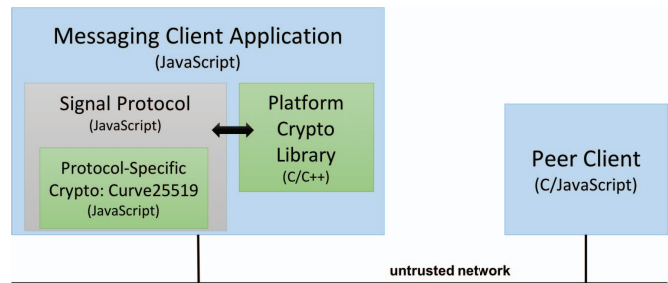 Messaging Client Application
(JavaScript)
Signal Protocol
(JavaScript)
Protocol-Specific
Crypto: Curve25519
(JavaScript)
Platform
Crypto
Library
(C/C++)
Peer Client
(C/JavaScript)
untrusted network